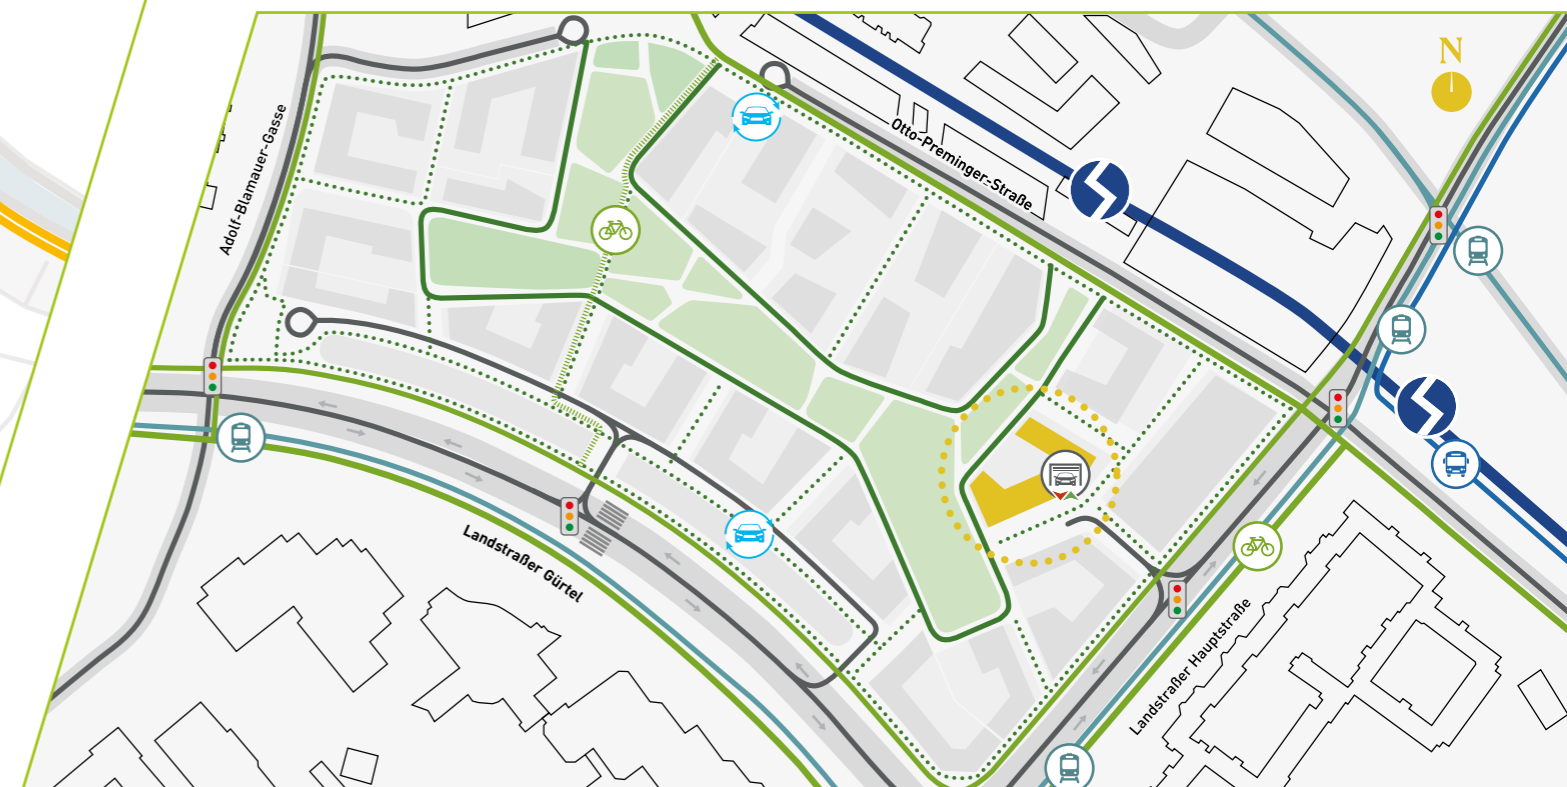 N
Otto-Preminger-Straße
Adolf-Blamauer-Gasse
Landstraßer Gürtel
Landstraßer Hauptstraße